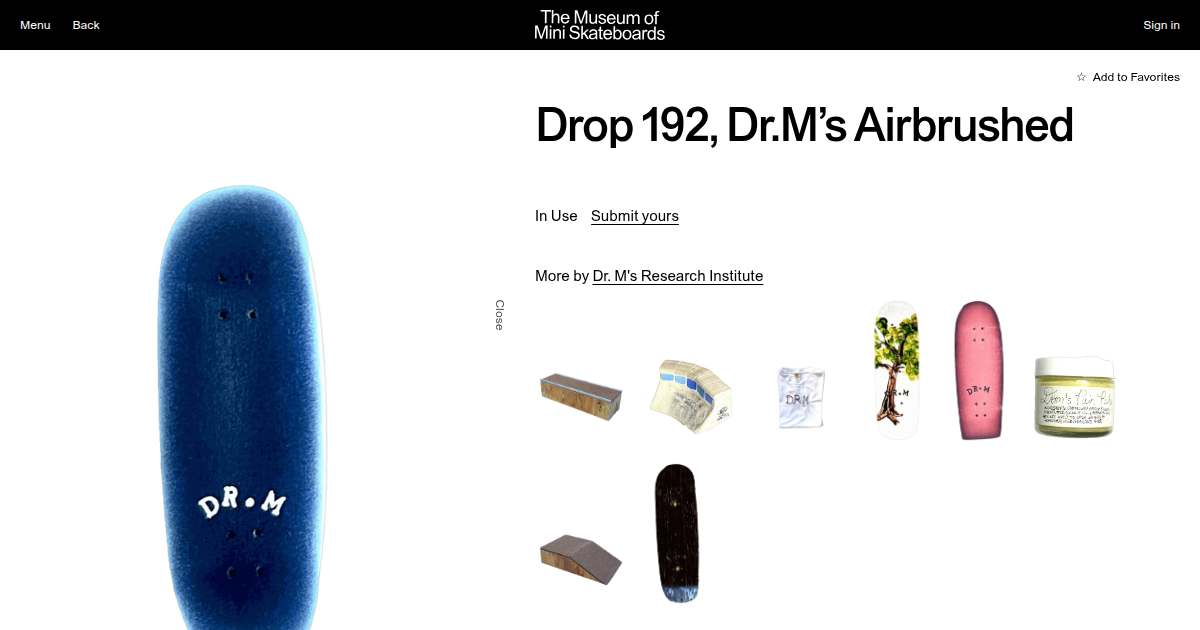 Menu
Back
The Museum of
Mini Skateboards
Sign in
☆ Add to Favorites
Drop 192, Dr.M’s Airbrushed
In Use Submit yours
More by Dr. M's Research Institute
Close
DR.M
DR.M
DR.M
DR.M